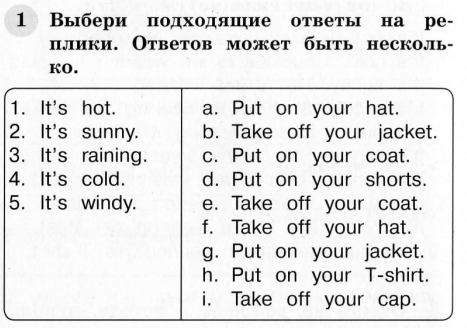 1 Выбери подходящие ответы на ре-
плики. Ответов может быть несколь-
ко.
1. It's hot.
2. It's sunny.
3. It's raining.
4. It's cold.
5. It's windy.
a. Put on your hat.
b. Take off your jacket.
c. Put on your coat.
d. Put on your shorts.
e. Take off your coat.
f. Take off your hat.
g. Put on your jacket.
h. Put on your T-shirt.
i. Take off your cap.